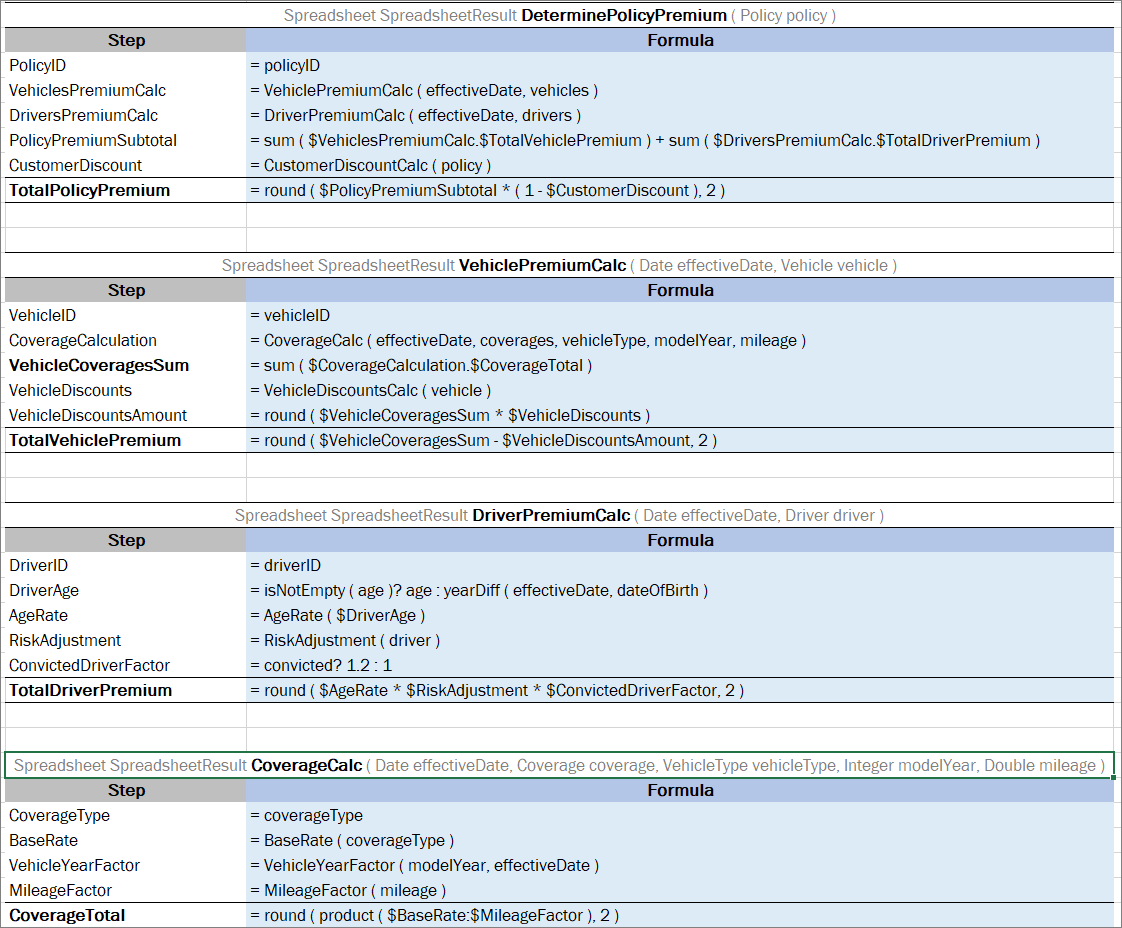 Spreadsheet SpreadsheetResult DeterminePolicyPremium ( Policy policy )
Step Formula
PolicyID = policyID
VehiclesPremiumCalc = VehiclePremiumCalc ( effectiveDate, vehicles )
DriversPremiumCalc = DriverPremiumCalc ( effectiveDate, drivers )
PolicyPremiumSubtotal = sum ( $VehiclesPremiumCalc.$TotalVehiclePremium ) + sum ( $DriversPremiumCalc.$TotalDriverPremium )
CustomerDiscount = CustomerDiscountCalc ( policy )
TotalPolicyPremium = round ( $PolicyPremiumSubtotal * ( 1 - $CustomerDiscount ), 2 )
Spreadsheet SpreadsheetResult VehiclePremiumCalc ( Date effectiveDate, Vehicle vehicle )
Step Formula
VehicleID = vehicleID
CoverageCalculation = CoverageCalc ( effectiveDate, coverages, vehicleType, modelYear, mileage )
VehicleCoveragesSum = sum ( $CoverageCalculation.$CoverageTotal )
VehicleDiscounts = VehicleDiscountsCalc ( vehicle )
VehicleDiscountsAmount = round ( $VehicleCoveragesSum * $VehicleDiscounts )
TotalVehiclePremium = round ( $VehicleCoveragesSum - $VehicleDiscountsAmount, 2 )
Spreadsheet SpreadsheetResult DriverPremiumCalc ( Date effectiveDate, Driver driver )
Step Formula
DriverID = driverID
DriverAge = isNotEmpty ( age )? age : yearDiff ( effectiveDate, dateOfBirth )
AgeRate = AgeRate ( $DriverAge )
RiskAdjustment = RiskAdjustment ( driver )
ConvictedDriverFactor = convicted? 1.2 : 1
TotalDriverPremium = round ( $AgeRate * $RiskAdjustment * $ConvictedDriverFactor, 2 )
Spreadsheet SpreadsheetResult CoverageCalc ( Date effectiveDate, Coverage coverage, VehicleType vehicleType, Integer modelYear, Double mileage )
Step Formula
CoverageType = coverageType
BaseRate = BaseRate ( coverageType )
VehicleYearFactor = VehicleYearFactor ( modelYear, effectiveDate )
MileageFactor = MileageFactor ( mileage )
CoverageTotal = round ( product ( $BaseRate:$MileageFactor ), 2 )